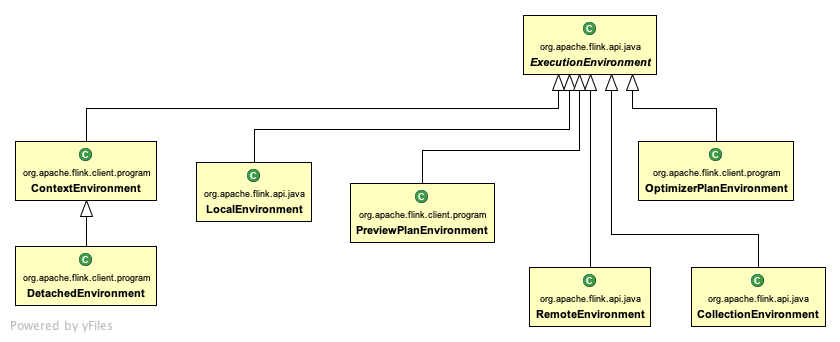 C
org.apache.flink.api.java
ExecutionEnvironment
C
org.apache.flink.client.program
ContextEnvironment
C
org.apache.flink.api.java
LocalEnvironment
C
org.apache.flink.client.program
PreviewPlanEnvironment
C
org.apache.flink.client.program
OptimizerPlanEnvironment
C
org.apache.flink.client.program
DetachedEnvironment
C
org.apache.flink.api.java
RemoteEnvironment
C
org.apache.flink.api.java
CollectionEnvironment
Powered by yFiles